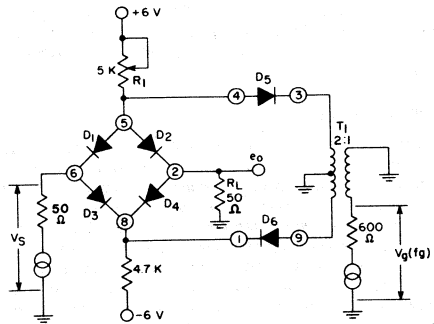 +6 V
5 K
R1
D5
4
3
T1
2:1
5
D1
D2
6
2
eo
50
Ω
VS
D3
D4
RL
50
Ω
8
D6
1
9
600
Ω
Vg(fg)
4.7 K
-6 V